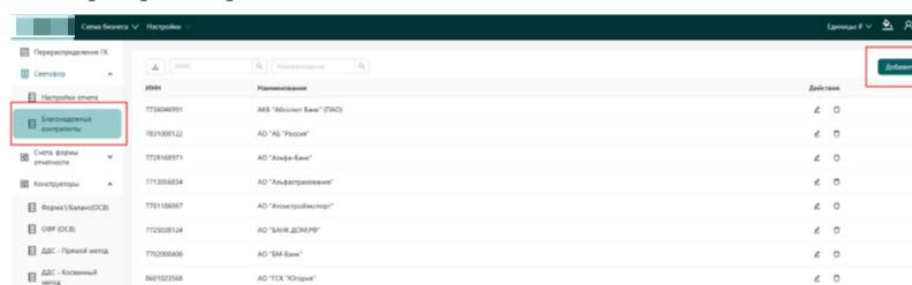 Схема бизнеса Настройки Единицы ₽
Перераспределение ГК
Светофор
Настройки отчета
Благонадежные
контрагенты
Счета, формы
отчетности
Конструкторы
Форма1/Баланс(ОСВ)
ОФР (ОСВ)
ДДС - Прямой метод
ДДС - Косвенный
метод
ИНН Наименование
Добавить
ИНН Наименование Действия
7736046991 АКБ "Абсолют Банк" (ПАО)
7831000122 АО "АБ "Россия"
7728168971 АО "Альфа-Банк"
7713056834 АО "Альфастрахование"
7701186067 АО "Атомстройэкспорт"
7725038124 АО "БАНК ДОМ.РФ"
7702000406 АО "БМ-Банк"
8601023568 АО "ГСК "Югория"